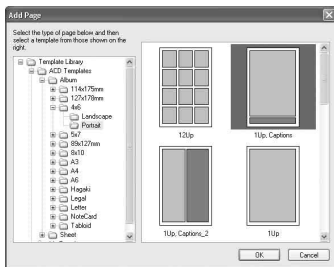 Add Page
Select the type of page below and then
select a template from those shown on the
right.
Template Library
ACD Templates
Album
114x175mm
127x178mm
4x6
Landscape
Portrait
5x7
89x127mm
8x10
A3
A4
A6
Hagaki
Legal
Letter
NoteCard
Tabloid
Sheet
12Up
1Up, Captions
1Up, Captions_2
1Up
OK
Cancel